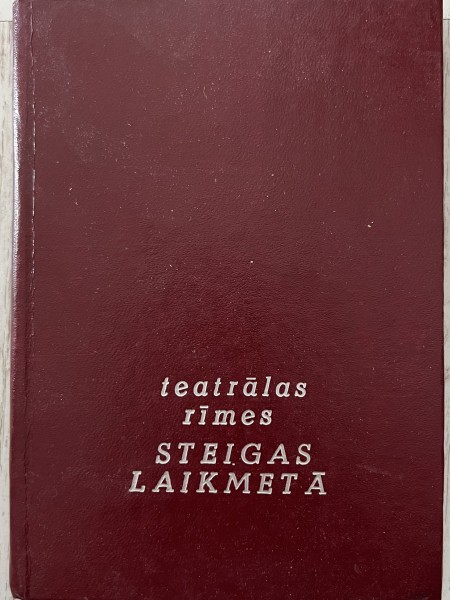 teatrālas
rīmes
STEIGAS
LAIKMETĀ